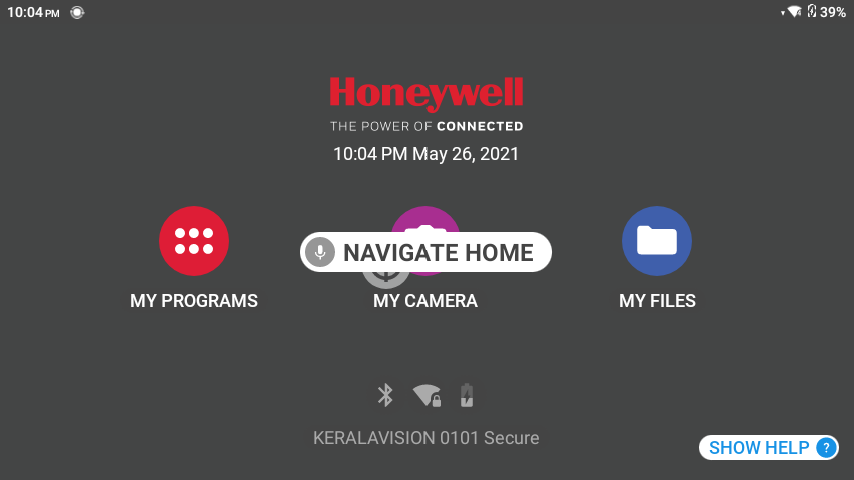 10:04 PM
39%
Honeywell
THE POWER OF CONNECTED
10:04 PM May 26, 2021
NAVIGATE HOME
MY PROGRAMS
MY CAMERA
MY FILES
KERALAVISION 0101 Secure
SHOW HELP ?